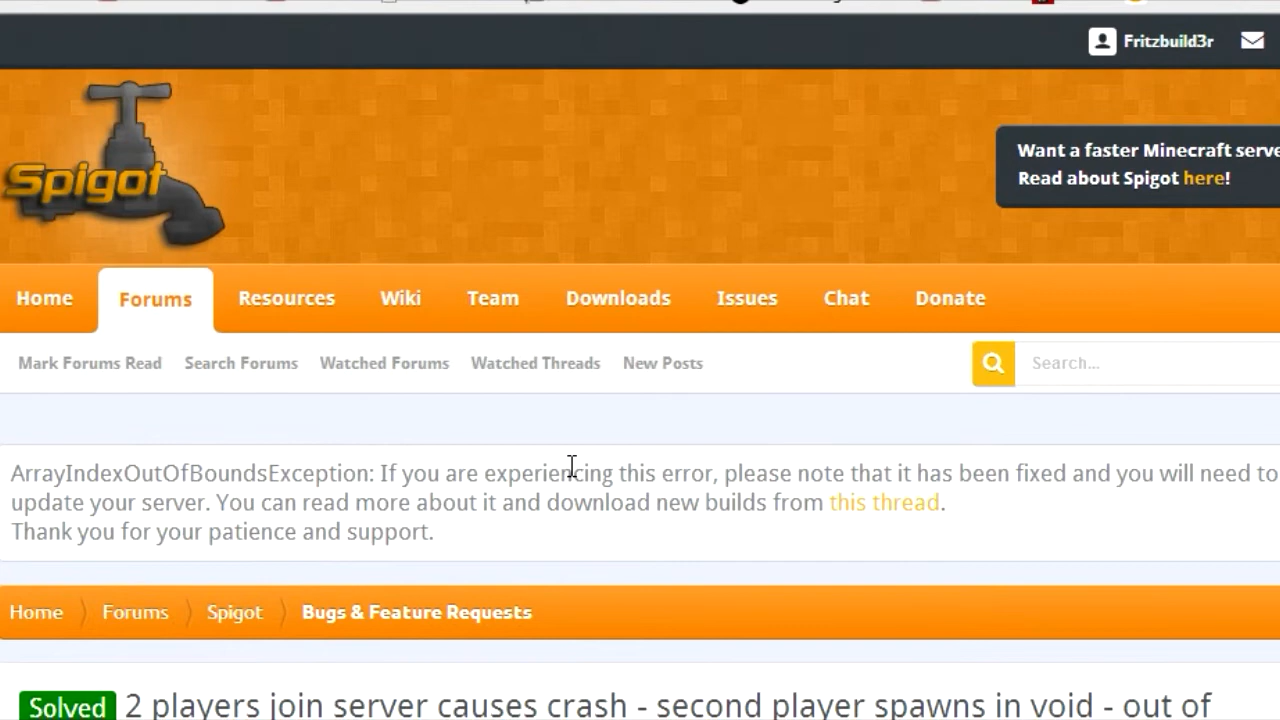 Fritzbuild3r
Spigot
Want a faster Minecraft serve
Read about Spigot here!
Home Forums Resources Wiki Team Downloads Issues Chat Donate
Mark Forums Read Search Forums Watched Forums Watched Threads New Posts Search...
ArrayIndexOutOfBoundsException: If you are experiencing this error, please note that it has been fixed and you will need to
update your server. You can read more about it and download new builds from this thread.
Thank you for your patience and support.
Home Forums Spigot Bugs & Feature Requests
Solved 2 players join server causes crash - second player spawns in void - out of